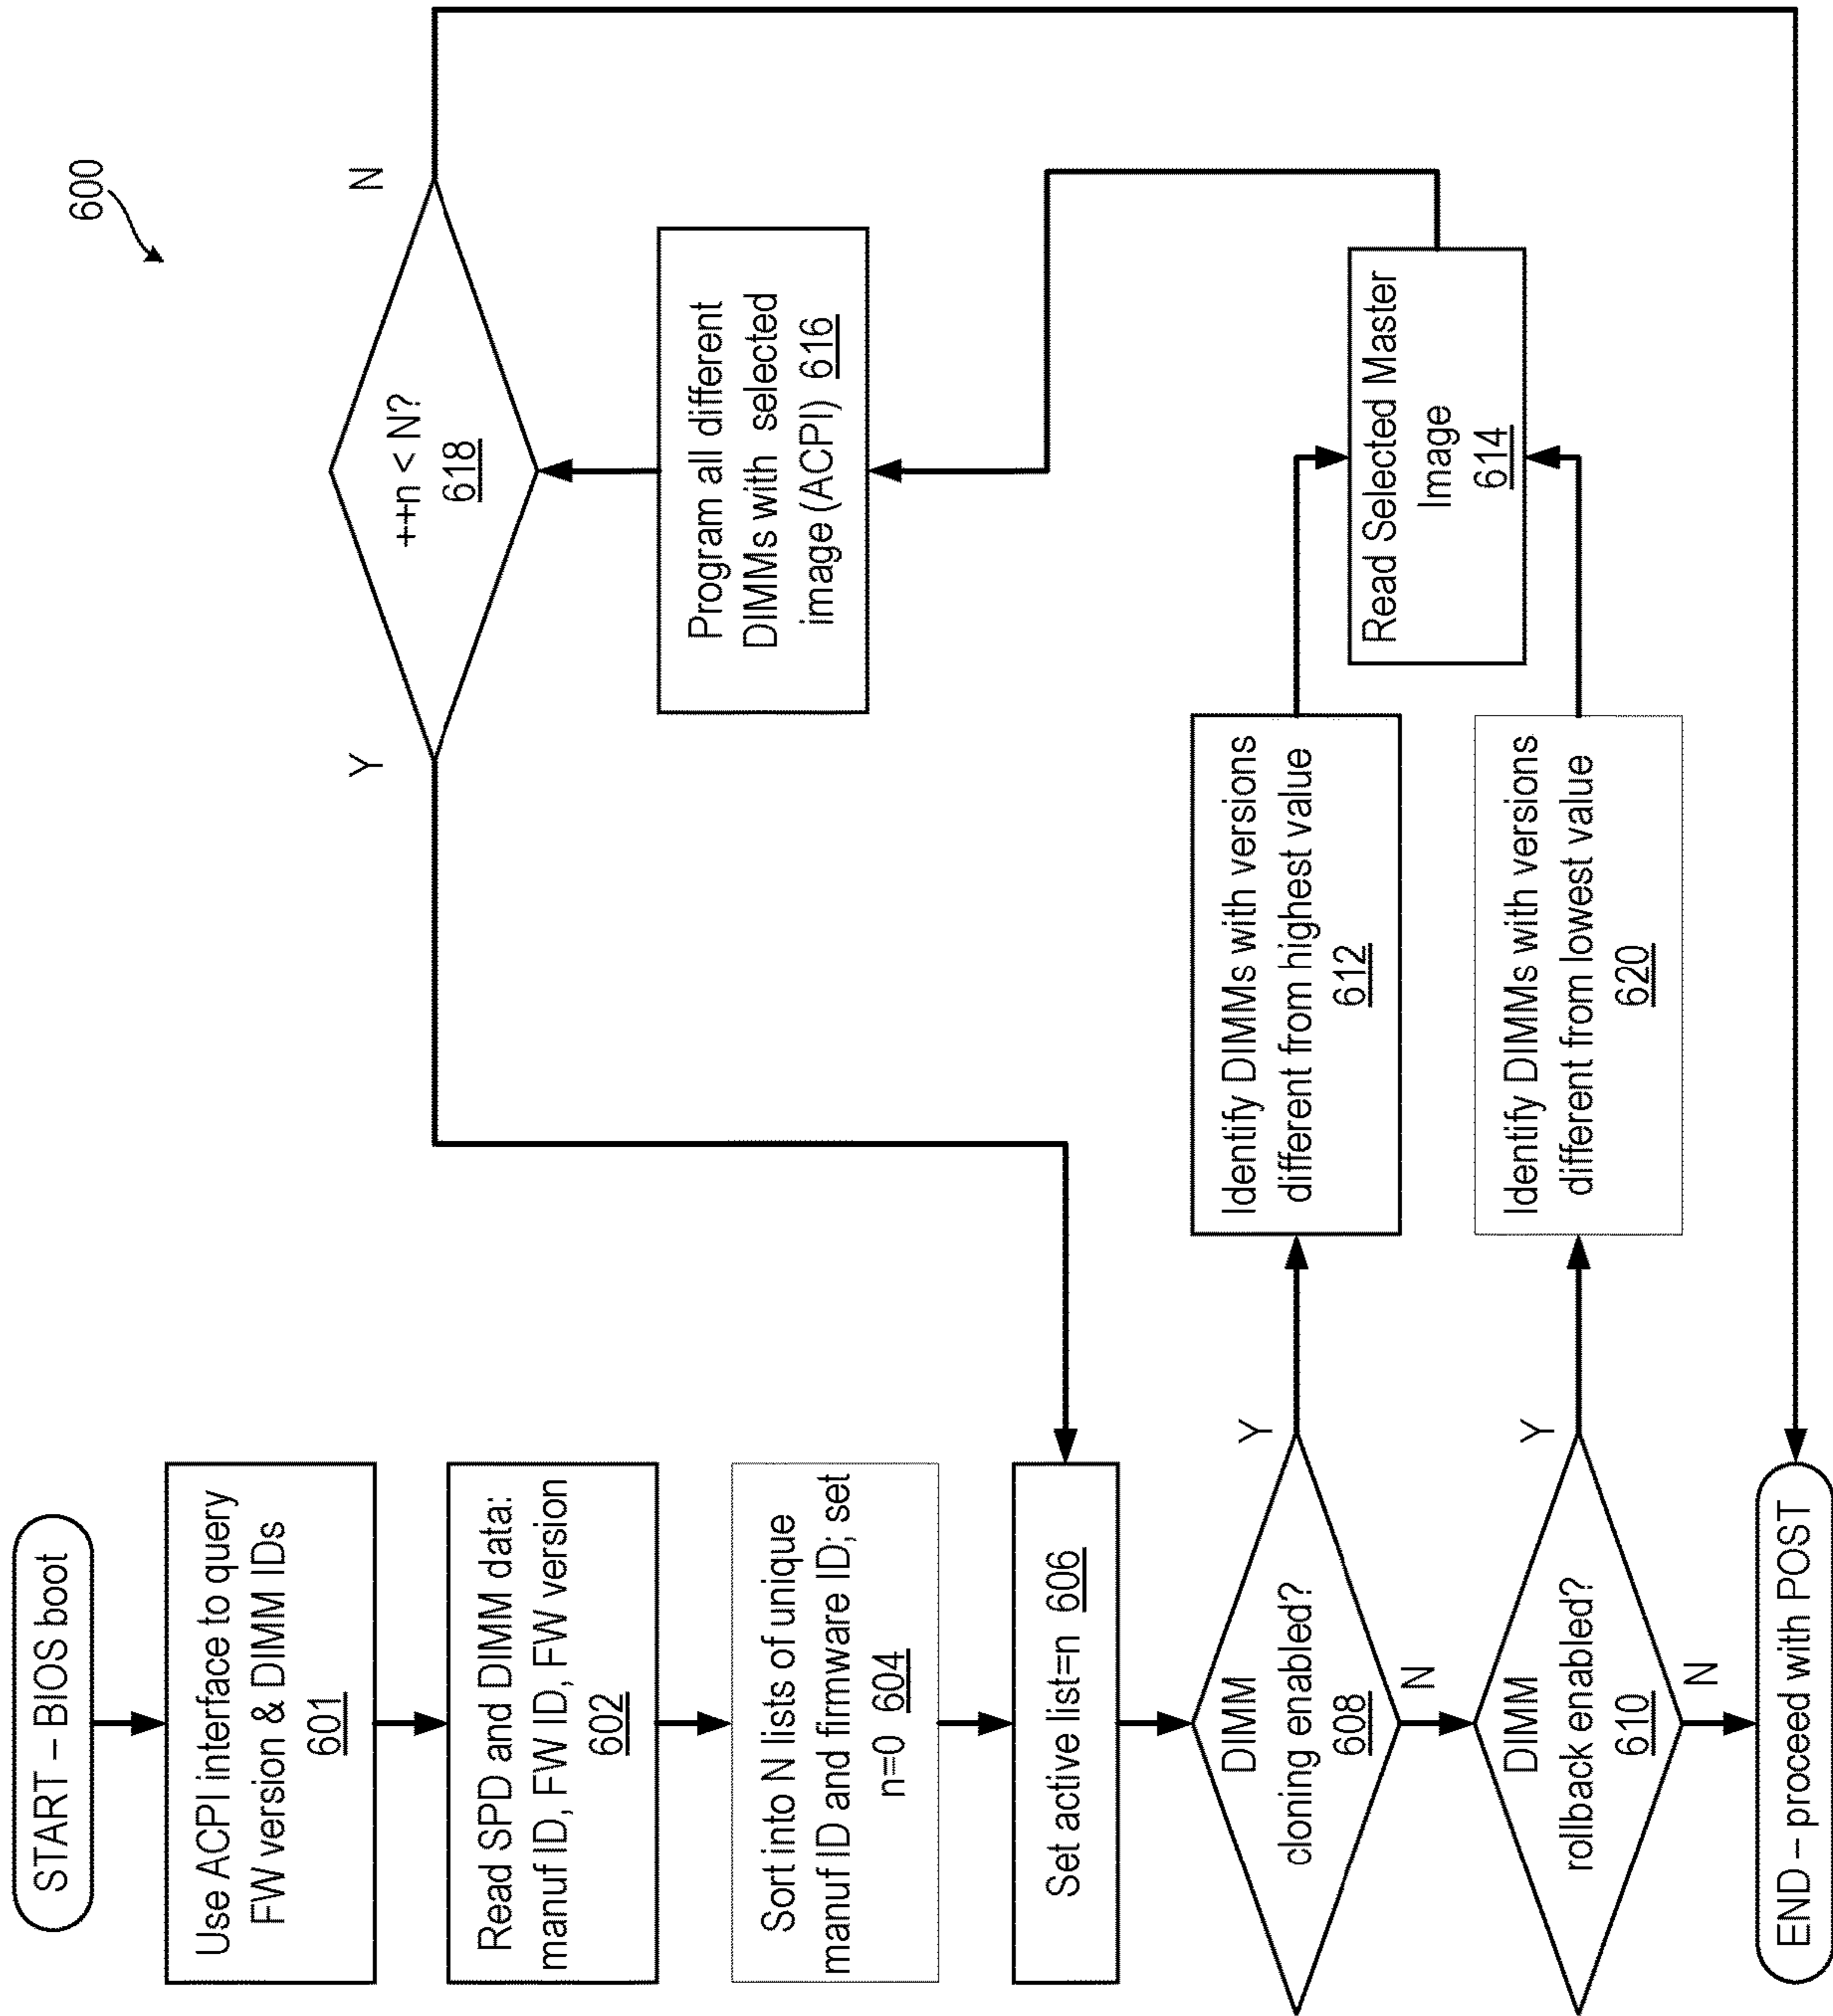 600
START – BIOS boot
Use ACPI interface to query
FW version & DIMM IDs
601
Read SPD and DIMM data:
manuf ID, FW ID, FW version
602
Sort into N lists of unique
manuf ID and firmware ID; set
n=0 604
Set active list=n 606
DIMM
cloning enabled?
608
Y
N
DIMM
rollback enabled?
610
Y
N
END – proceed with POST
Identify DIMMs with versions
different from highest value
612
Identify DIMMs with versions
different from lowest value
620
Read Selected Master
Image
614
Program all different
DIMMs with selected
image (ACPI) 616
++n < N?
618
Y
N